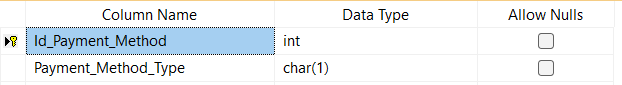 Column Name Data Type Allow Nulls
Id_Payment_Method int
Payment_Method_Type char(1)